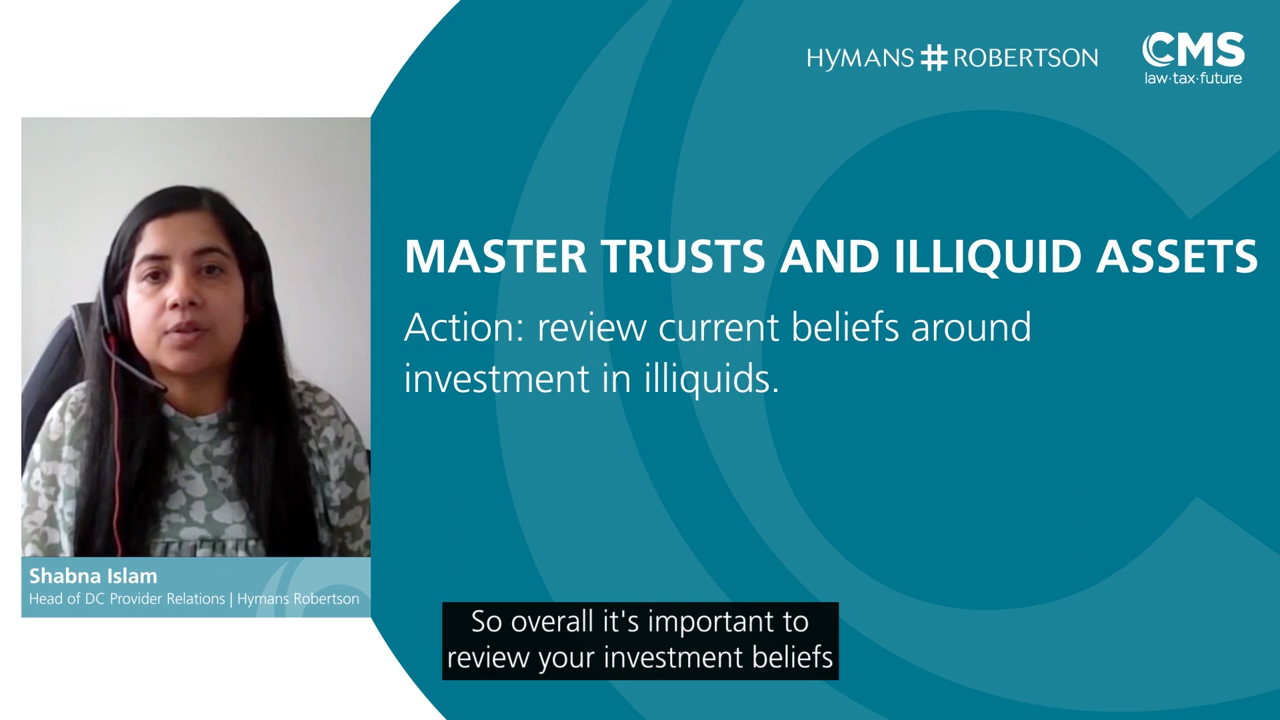 HYMANS # ROBERTSON
CMS
law·tax·future
MASTER TRUSTS AND ILLIQUID ASSETS
Action: review current beliefs around
investment in illiquids.
Shabna Islam
Head of DC Provider Relations | Hymans Robertson
So overall it's important to
review your investment beliefs